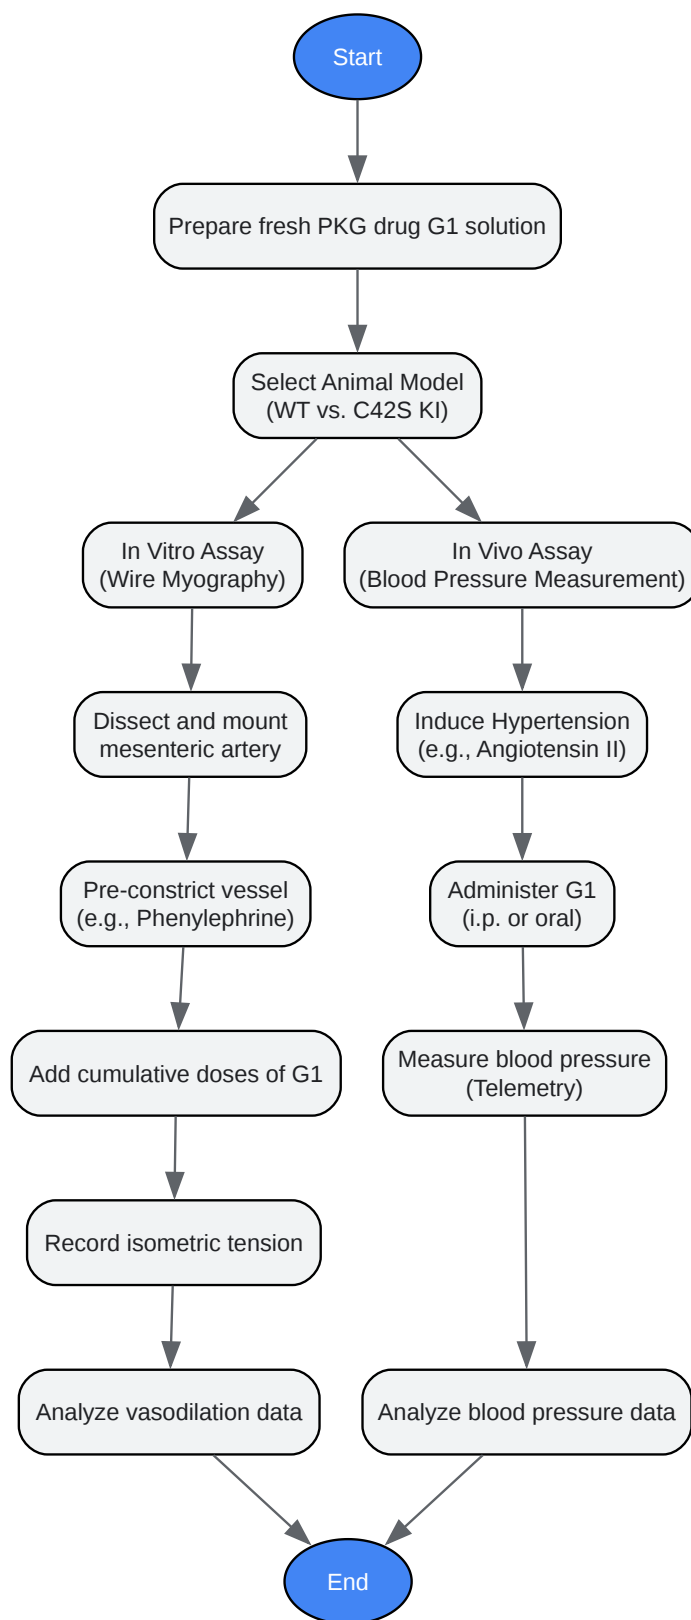 Start
Prepare fresh PKG drug G1 solution
Select Animal Model
(WT vs. C42S KI)
In Vitro Assay
(Wire Myography)
In Vivo Assay
(Blood Pressure Measurement)
Dissect and mount
mesenteric artery
Induce Hypertension
(e.g., Angiotensin II)
Pre-constrict vessel
(e.g., Phenylephrine)
Administer G1
(i.p. or oral)
Add cumulative doses of G1
Measure blood pressure
(Telemetry)
Record isometric tension
Analyze vasodilation data
Analyze blood pressure data
End